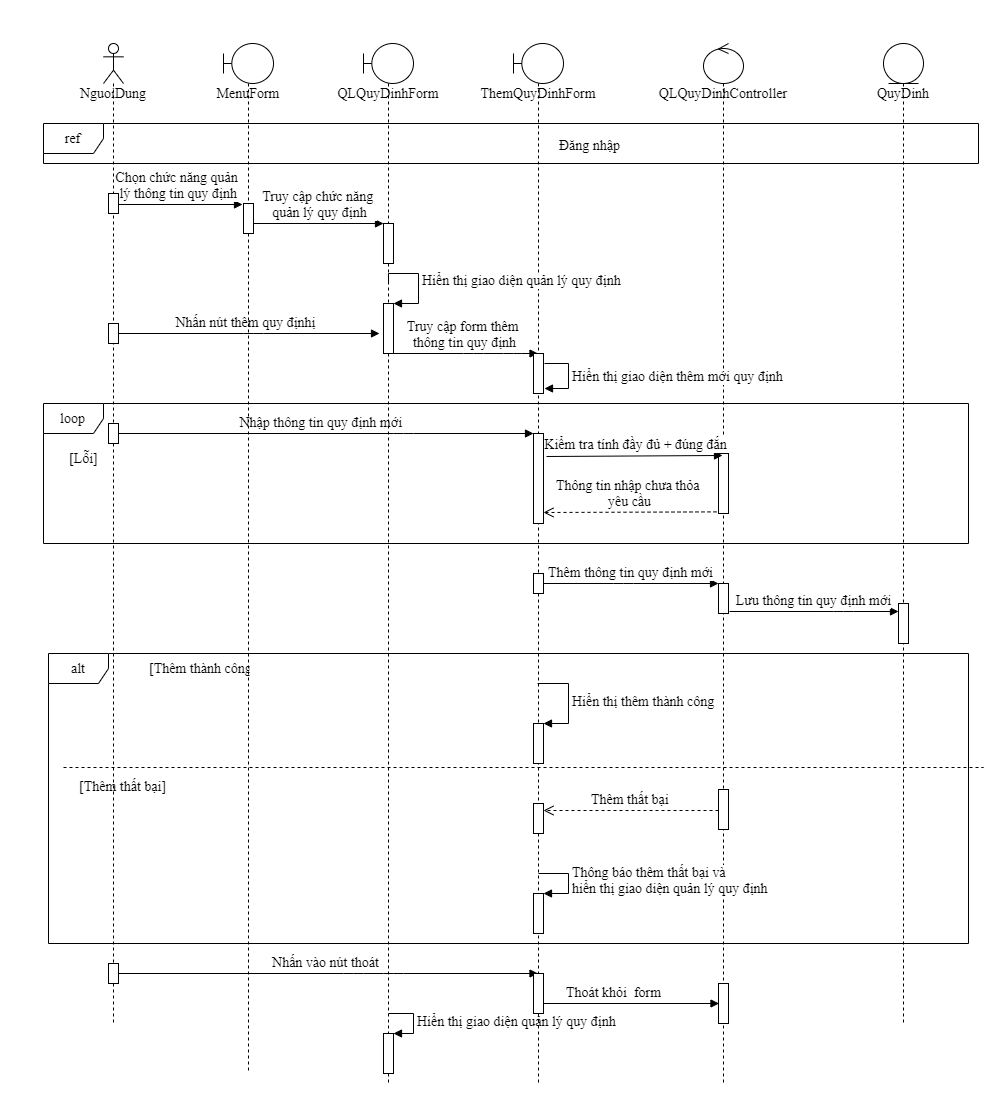 NguoiDung
MenuForm
QLQuyDinhForm
ThemQuyDinhForm
QLQuyDinhController
QuyDinh
ref
Đăng nhập
Chọn chức năng quản
lý thông tin quy định
Truy cập chức năng
quản lý quy định
Hiển thị giao diện quản lý quy định
Nhấn nút thêm quy địnhị
Truy cập form thêm
thông tin quy định
Hiển thị giao diện thêm mới quy định
loop
Nhập thông tin quy định mới
[Lỗi]
Kiểm tra tính đầy đủ + đúng đắn
Thông tin nhập chưa thỏa
yêu cầu
Thêm thông tin quy định mới
Lưu thông tin quy định mới
alt
[Thêm thành công
Hiển thị thêm thành công
[Thêm thất bại]
Thêm thất bại
Thông báo thêm thất bại và
hiển thị giao diện quản lý quy định
Nhấn vào nút thoát
Thoát khỏi form
Hiển thị giao diện quản lý quy định